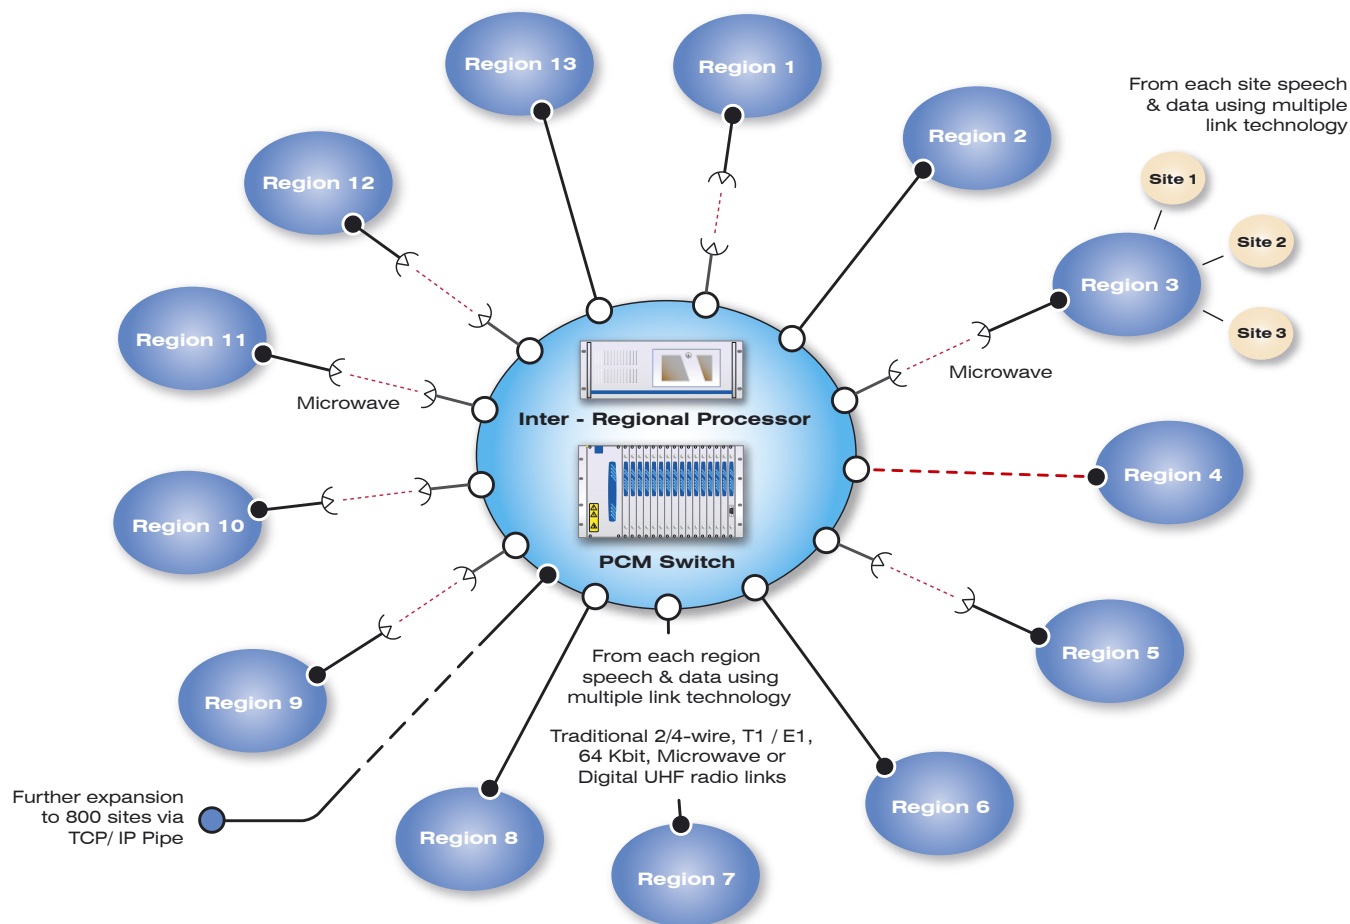 Region 13
Region 1
Region 2
From each site speech
& data using multiple
link technology
Site 1
Region 12
Site 2
Region 3
Site 3
Region 11
Microwave
Microwave
Inter - Regional Processor
Region 4
Region 10
PCM Switch
Region 5
From each region
speech & data using
multiple link technology
Region 9
Traditional 2/4-wire, T1 / E1,
64 Kbit, Microwave or
Digital UHF radio links
Further expansion
to 800 sites via
TCP/ IP Pipe
Region 6
Region 8
Region 7